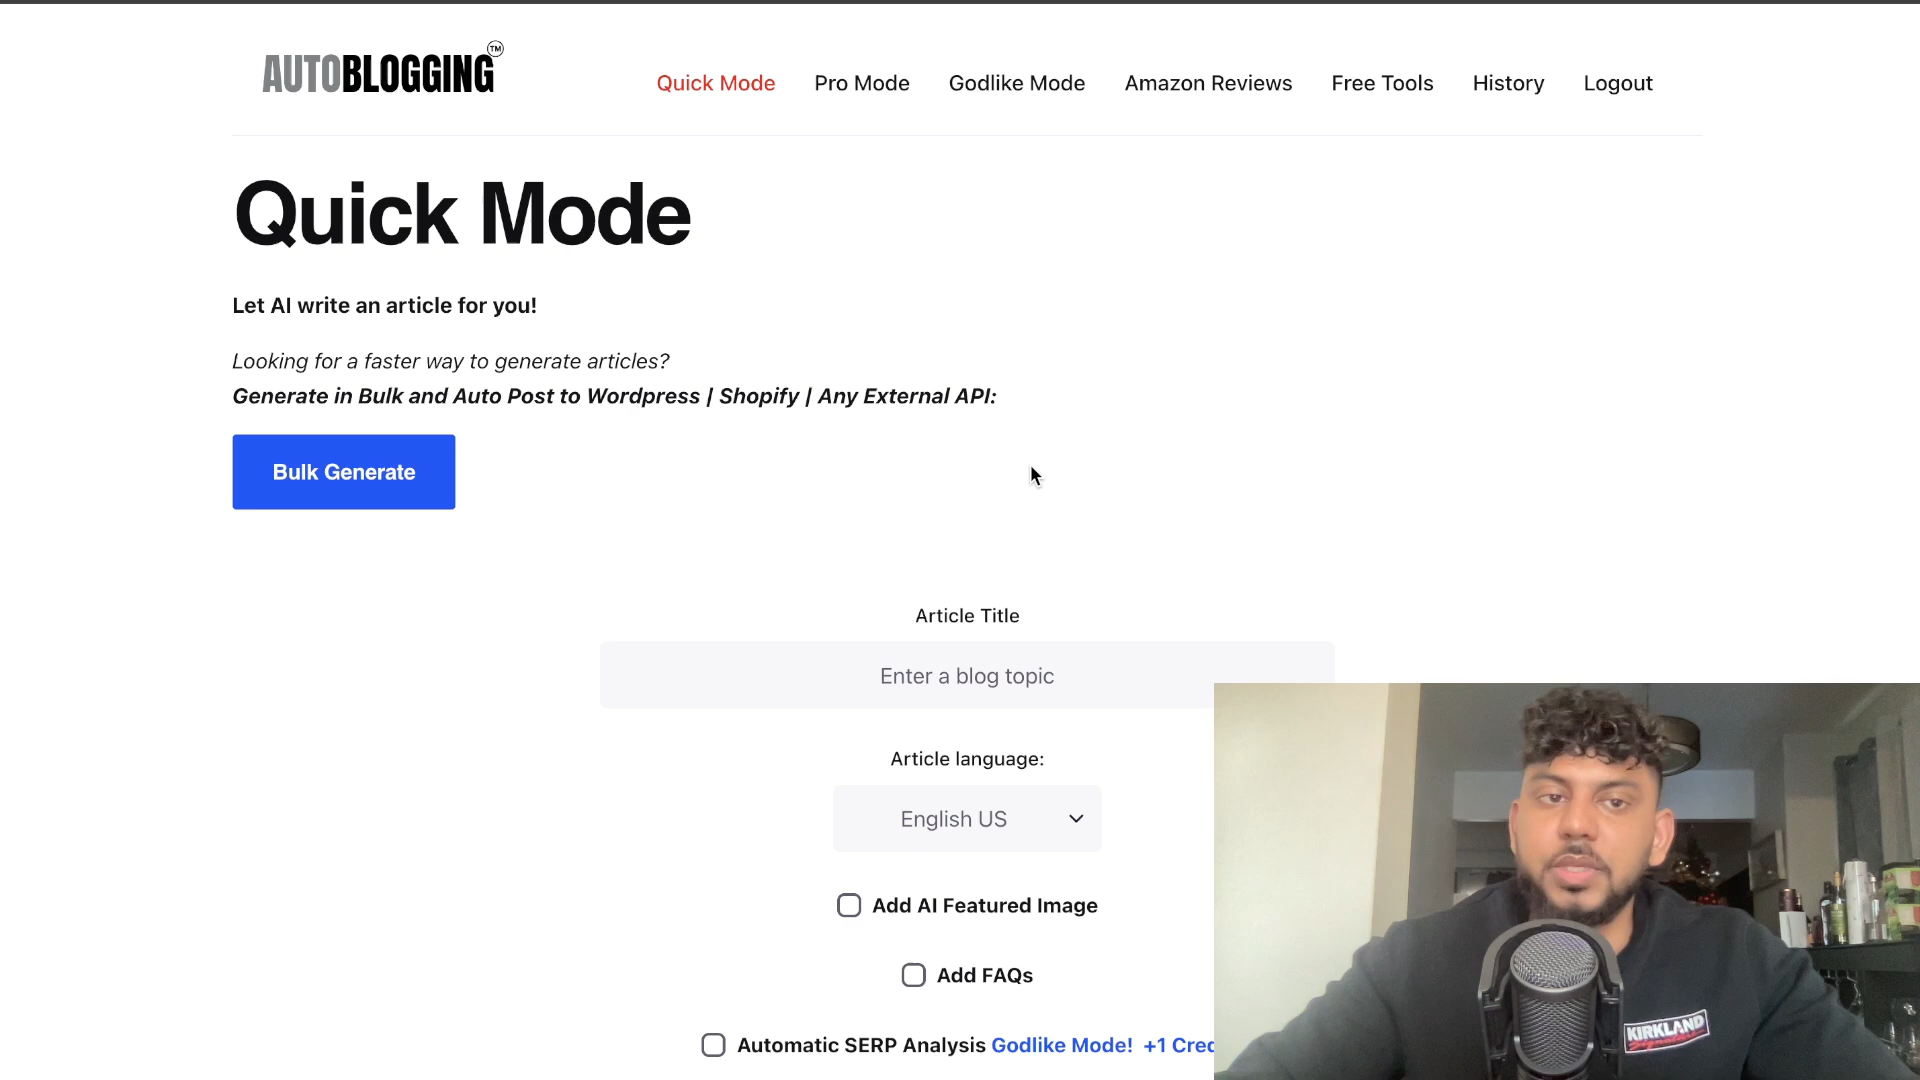 AUTOBLOGGING TM
Quick Mode
Pro Mode
Godlike Mode
Amazon Reviews
Free Tools
History
Logout
Quick Mode
Let AI write an article for you!
Looking for a faster way to generate articles?
Generate in Bulk and Auto Post to Wordpress | Shopify | Any External API:
Bulk Generate
Article Title
Enter a blog topic
Article language:
English US
Add AI Featured Image
Add FAQs
Automatic SERP Analysis Godlike Mode! +1 Cred
KIRKLAND
Signature